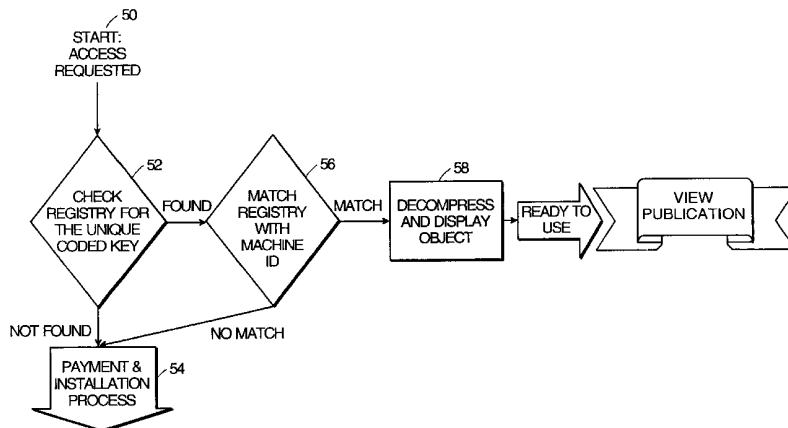 50
START:
ACCESS
REQUESTED
52
CHECK
REGISTRY FOR
THE UNIQUE
CODED KEY
FOUND
56
MATCH
REGISTRY
WITH
MACHINE
ID
MATCH
58
DECOMPRESS
AND DISPLAY
OBJECT
READY TO
USE
VIEW
PUBLICATION
NOT FOUND
NO MATCH
PAYMENT &
INSTALLATION
PROCESS
54